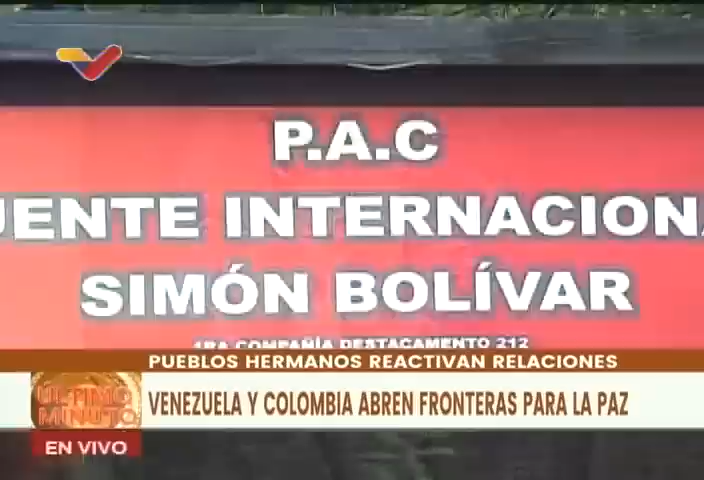 P.A.C
UENTE INTERNACIONA
SIMÓN BOLÍVAR
1RA COMPAÑÍA DESTACAMENTO 212
PUEBLOS HERMANOS REACTIVAN RELACIONES
ÚLTIMO
MINUTO
VENEZUELA Y COLOMBIA ABREN FRONTERAS PARA LA PAZ
EN VIVO